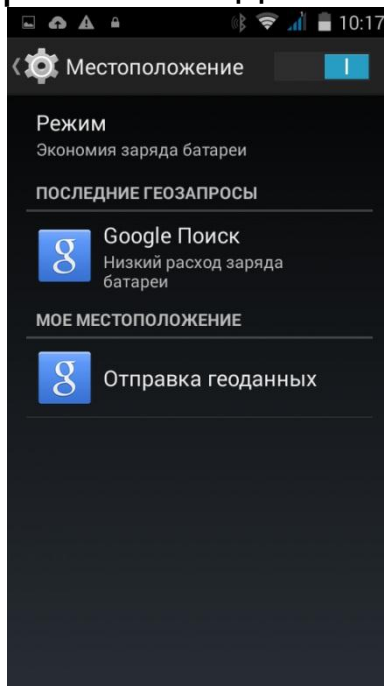 10:17
Местоположение
Режим
Экономия заряда батареи
ПОСЛЕДНИЕ ГЕОЗАПРОСЫ
Google Поиск
Низкий расход заряда
батареи
МОЕ МЕСТОПОЛОЖЕНИЕ
Отправка геоданных